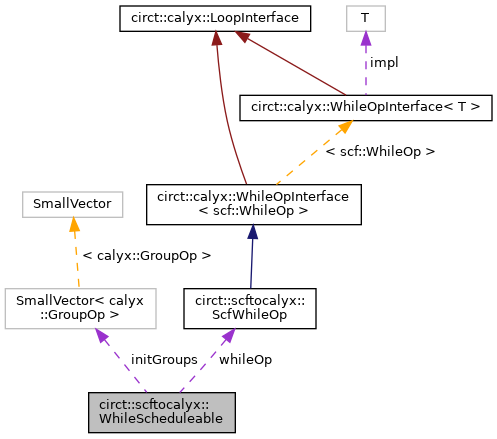 circt::calyx::LoopInterface
T
impl
circt::calyx::WhileOpInterface< T >
< scf::WhileOp >
circt::calyx::WhileOpInterface
< scf::WhileOp >
SmallVector
< calyx::GroupOp >
SmallVector< calyx
::GroupOp >
circt::scftocalyx::
ScfWhileOp
initGroups
whileOp
circt::scftocalyx::
WhileScheduleable